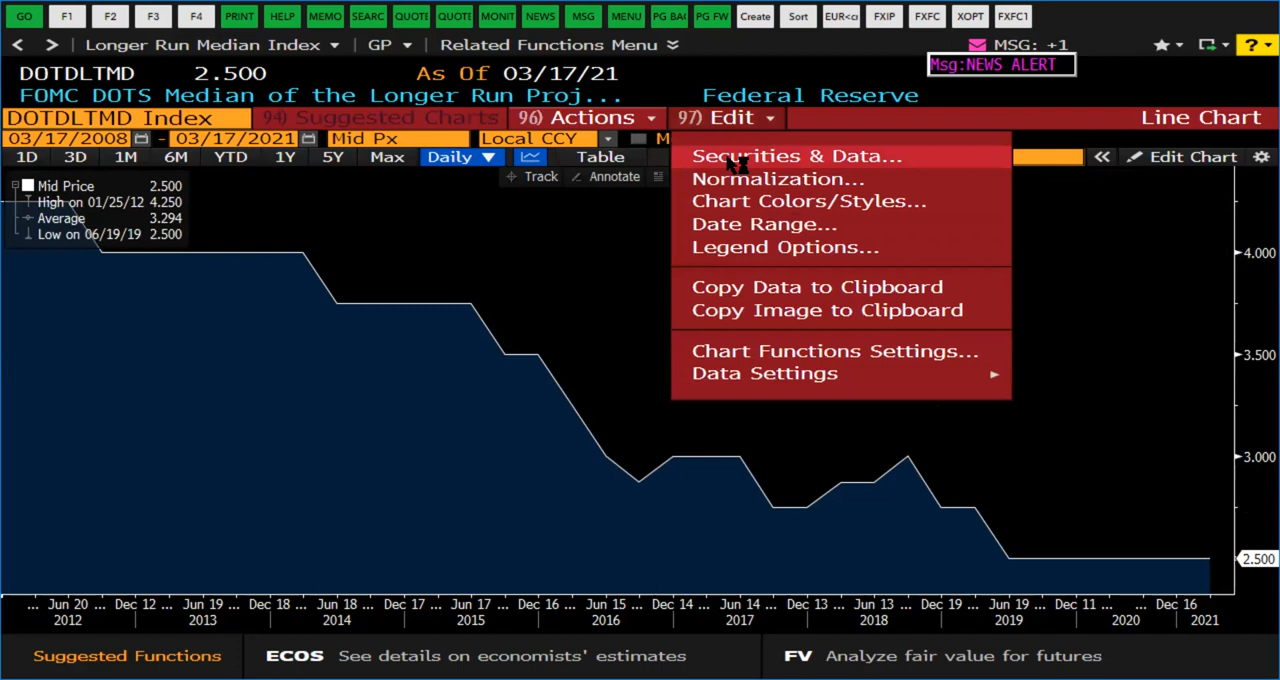 GO F1 F2 F3 F4 PRINT HELP MEMO SEARC QUOTE QUOTE MONIT NEWS MSG MENU PG BAC PG FW Create Sort EUR<cr FXIP FXFC XOPT FXFC1
< > Longer Run Median Index | GP | Related Functions Menu MSG: +1 ?
Msg:NEWS ALERT
DOTDLTMD 2.500 As Of 03/17/21
FOMC DOTS Median of the Longer Run Proj... Federal Reserve
DOTDLTMD Index 94) Suggested Charts 96) Actions 97) Edit Line Chart
03/17/2008 - 03/17/2021 Mid Px Local CCY M
1D 3D 1M 6M YTD 1Y 5Y Max Daily ▼ Table « Edit Chart
Track Annotate
Mid Price 2.500
High on 01/25/12 4.250
Average 3.294
Low on 06/19/19 2.500
Securities & Data...
Normalization...
Chart Colors/Styles...
Date Range...
Legend Options...
Copy Data to Clipboard
Copy Image to Clipboard
Chart Functions Settings...
Data Settings
4.000
3.500
3.000
2.500
... Jun 20 ... Dec 12 ... Jun 19 ... Dec 18 ... Jun 18 ... Dec 17 ... Jun 17 ... Dec 16 ... Jun 15 ... Dec 14 ... Jun 14 ... Dec 13 ... Jun 13 ... Dec 19 ... Jun 19 ... Dec 11 ... ... Dec 16
2012 2013 2014 2015 2016 2017 2018 2019 2020 2021
Suggested Functions ECOS See details on economists' estimates FV Analyze fair value for futures